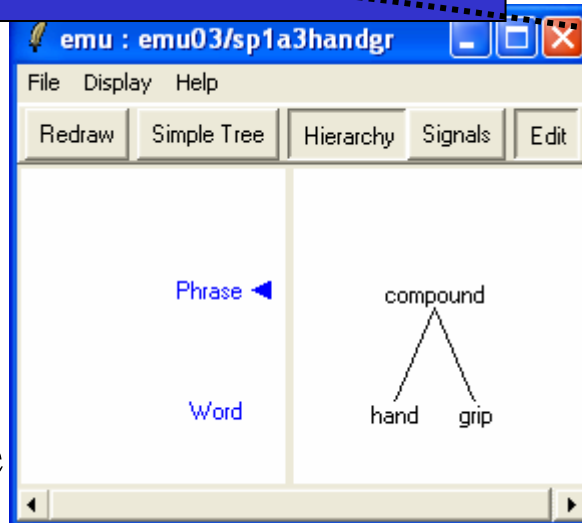 emu : emu03/sp1a3handgr
File Display Help
Redraw Simple Tree Hierarchy Signals Edit
Phrase
compound
Word
hand grip